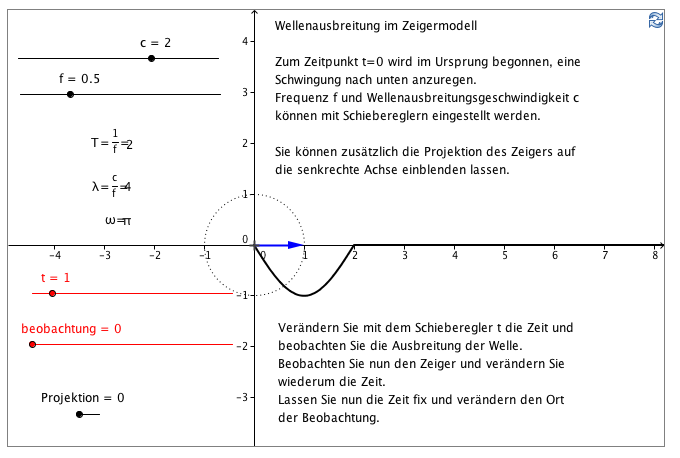 Wellenausbreitung im Zeigermodell
Zum Zeitpunkt t=0 wird im Ursprung begonnen, eine
Schwingung nach unten anzuregen.
Frequenz f und Wellenausbreitungsgeschwindigkeit c
können mit Schiebereglern eingestellt werden.
Sie können zusätzlich die Projektion des Zeigers auf
die senkrechte Achse einblenden lassen.
c = 2
f = 0.5
T = 1/f = 2
λ = c/f = 4
ω=π
4
3
2
1
0
-1
-2
-3
-4 -3 -2 -1 0 1 2 3 4 5 6 7 8
t = 1
beobachtung = 0
Projektion = 0
Verändern Sie mit dem Schieberegler t die Zeit und
beobachten Sie die Ausbreitung der Welle.
Beobachten Sie nun den Zeiger und verändern Sie
wiederum die Zeit.
Lassen Sie nun die Zeit fix und verändern den Ort
der Beobachtung.